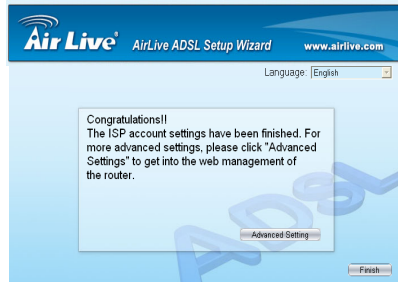 Air Live® AirLive ADSL Setup Wizard www.airlive.com
Language: English
Congratulations!!
The ISP account settings have been finished. For
more advanced settings, please click "Advanced
Settings" to get into the web management of
the router.
ADSL
Advanced Setting
Finish